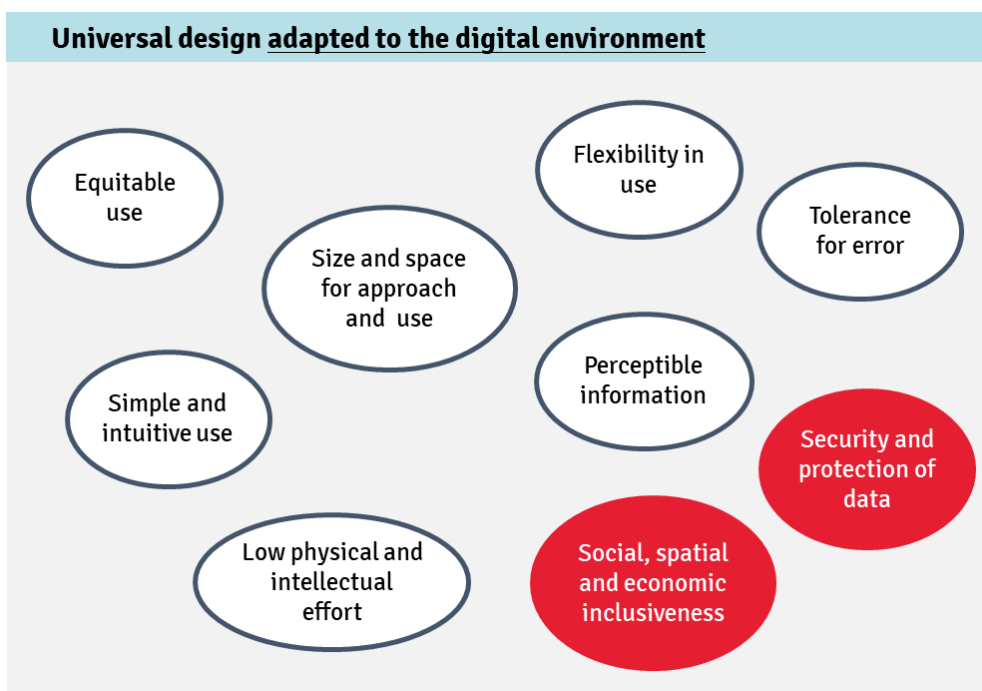 Universal design adapted to the digital environment
Equitable
use
Size and space
for approach
and use
Flexibility in
use
Tolerance
for error
Simple and
intuitive use
Perceptible
information
Security and
protection of
data
Low physical and
intellectual
effort
Social, spatial
and economic
inclusiveness